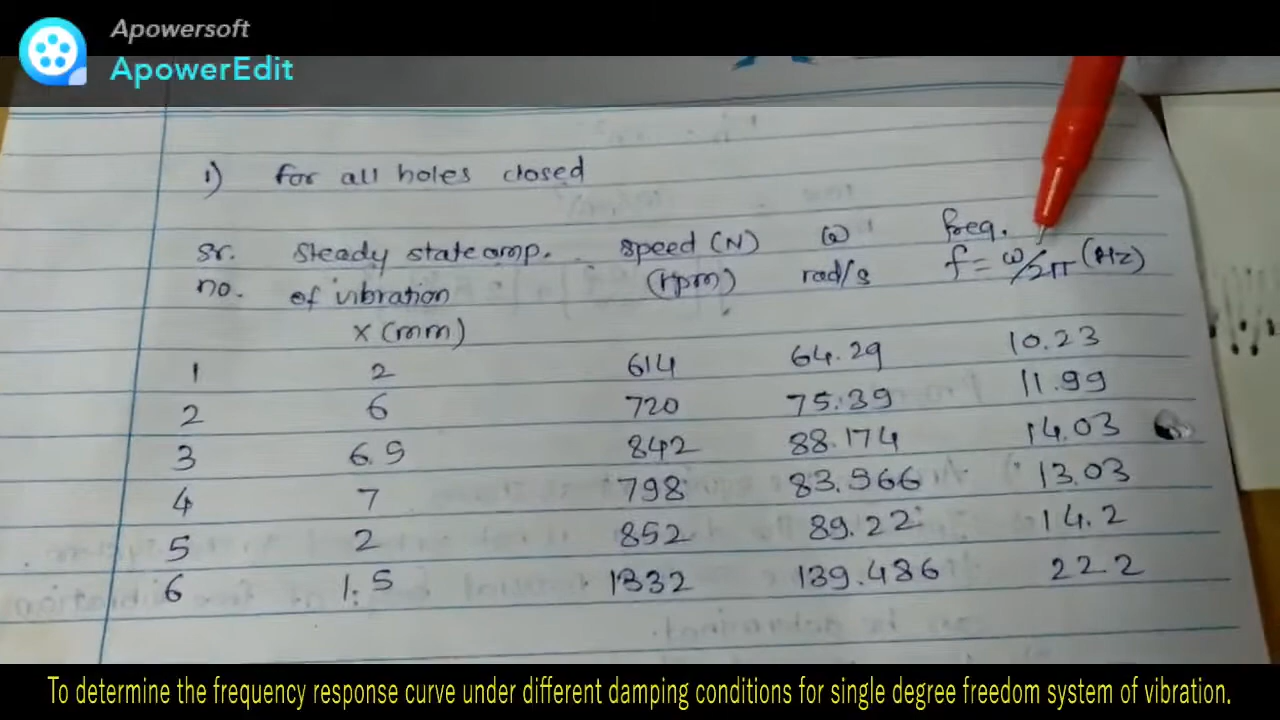 Apowersoft
ApowerEdit
1) for all holes closed
Sr. no. Steady state amp. of vibration x (mm) speed (N) (rpm) ω rad/s freq. f = ω/2π (Hz)
1 2 614 64.29 10.23
2 6 720 75.39 11.99
3 6.9 842 88.174 14.03
4 7 798 83.566 13.03
5 2 852 89.22 14.2
6 1.5 1332 139.486 22.2
To determine the frequency response curve under different damping conditions for single degree freedom system of vibration.